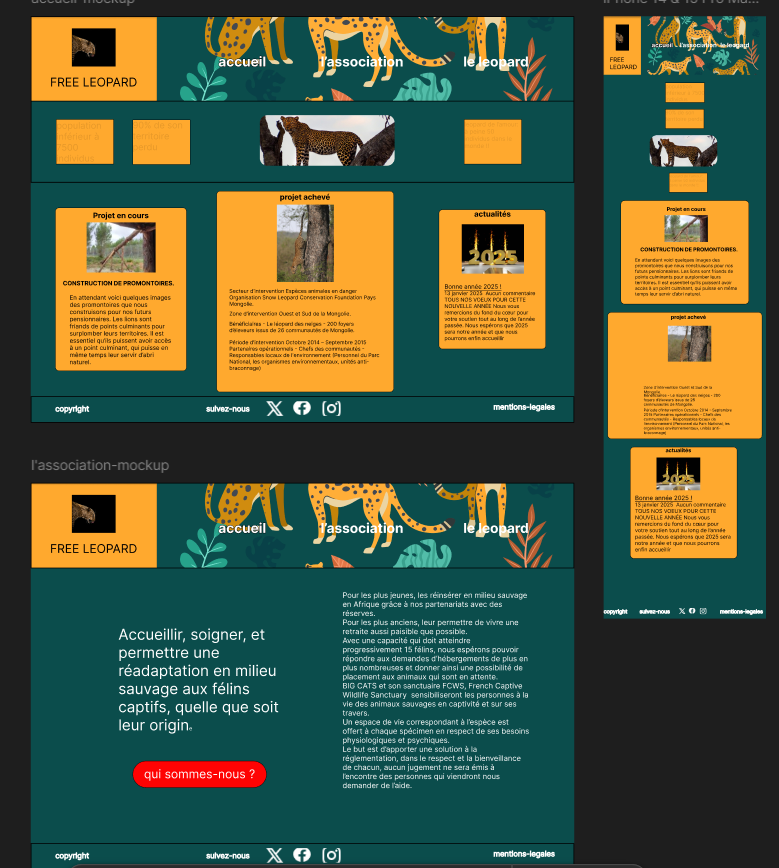 accueil-mockup
FREE LEOPARD
accueil
l'association
le leopard
population
inférieur à
7500
individus
90% de son
territoire
perdu
Projet en cours
CONSTRUCTION DE PROMONTOIRES.
En attendant voici quelques images
des promontoires que nous
construisons pour nos futurs
pensionnaires. Les lions sont
friands de points culminants pour
surplomber leurs territoires. Il est
essentiel qu'ils puissent avoir accès
à un point culminant, qui puisse en
même temps leur servir d'abri
naturel.
projet achevé
Secteur d'intervention Espèces animales en danger
Organisation Snow Leopard Conservation Foundation Pays
Mongolie.
Zone d'intervention Ouest et Sud de la Mongolie.
Bénéficiaires - Le léopard des neiges - 200 foyers
d'éleveurs issus de 26 communautés de Mongolie.
Période d'intervention Octobre 2014 – Septembre 2015
Partenaires opérationnels - Chefs des communautés -
Responsables locaux de l'environnement (Personnel du Parc
National, les organismes environnementaux, unités anti-
braconnage)
actualités
2025
Bonne année 2025 !
13 janvier 2025 Aucun commentaire
TOUS NOS VOEUX POUR CETTE
NOUVELLE ANNÉE Nous vous
remercions du fond du cœur pour
votre soutien tout au long de l'année
passée. Nous espérons que 2025
sera notre année et que nous
pourrons enfin accueillir
copyright
suivez-nous
mentions-legales
l'association-mockup
FREE LEOPARD
accueil
l'association
le leopard
Accueillir, soigner, et
permettre une
réadaptation en milieu
sauvage aux félins
captifs, quelle que soit
leur origin.
qui sommes-nous ?
Pour les plus jeunes, les réinsérer en milieu sauvage
en Afrique grâce à nos partenariats avec des
réserves.
Pour les plus anciens, leur permettre de vivre une
retraite aussi paisible que possible.
Avec une capacité qui doit atteindre
progressivement 15 félins, nous espérons pouvoir
répondre aux demandes d'hébergements de plus en
plus nombreuses et donner ainsi une possibilité de
placement aux animaux qui sont en attente.
BIG CATS et son sanctuaire FCWS, French Captive
Wildlife Sanctuary sensibiliseront les personnes à la
vie des animaux sauvages en captivité et sur ses
travers.
Un espace de vie correspondant à l'espèce est
offert à chaque spécimen en respect de ses besoins
physiologiques et psychiques.
Le but est d'apporter une solution à la
réglementation, dans le respect et la bienveillance
de chacun, aucun jugement ne sera émis à
l'encontre des personnes qui viendront nous
demander de l'aide.
copyright
suivez-nous
mentions-legales
iPhone 14 & 15 Pro Ma...
FREE
LEOPARD
accueil
l'association
le leopard
Projet en cours
CONSTRUCTION DE PROMONTOIRES.
En attendant voici quelques images des
promontoires que nous construisons pour nos
futurs pensionnaires. Les lions sont friands de
points culminants pour surplomber leurs
territoires. Il est essentiel qu'ils puissent avoir
accès à un point culminant, qui puisse en même
temps leur servir d'abri naturel.
projet achevé
Zone d'intervention Ouest et Sud de la
Mongolie.
Bénéficiaires - Le léopard des neiges - 200
foyers d'éleveurs issus de 26
communautés de Mongolie.
Période d'intervention Octobre 2014 – Septembre
2015 Partenaires opérationnels - Chefs des
communautés - Responsables locaux de
l'environnement (Personnel du Parc National, les
organismes environnementaux, unités anti-
braconnage)
actualités
2025
Bonne année 2025 !
13 janvier 2025 Aucun commentaire
TOUS NOS VOEUX POUR CETTE
NOUVELLE ANNÉE Nous vous
remercions du fond du cœur pour
votre soutien tout au long de l'année
passée. Nous espérons que 2025 sera
notre année et que nous pourrons
enfin accueillir
copyright
suivez-nous
mentions-legales